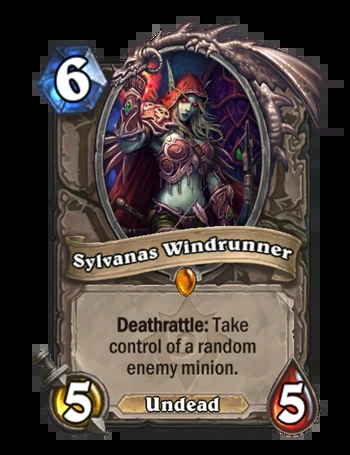 6
Sylvanas Windrunner
Deathrattle: Take
control of a random
enemy minion.
5
Undead
5